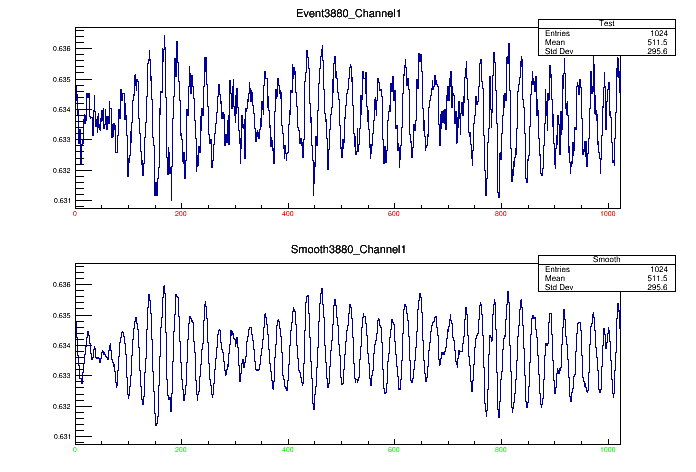 Event3880_Channel1
Test
Entries 1024
Mean 511.5
Std Dev 295.6
0.636
0.635
0.634
0.633
0.632
0.631
0 200 400 600 800 1000
Smooth3880_Channel1
Smooth
Entries 1024
Mean 511.5
Std Dev 295.6
0.636
0.635
0.634
0.633
0.632
0.631
0 200 400 600 800 1000